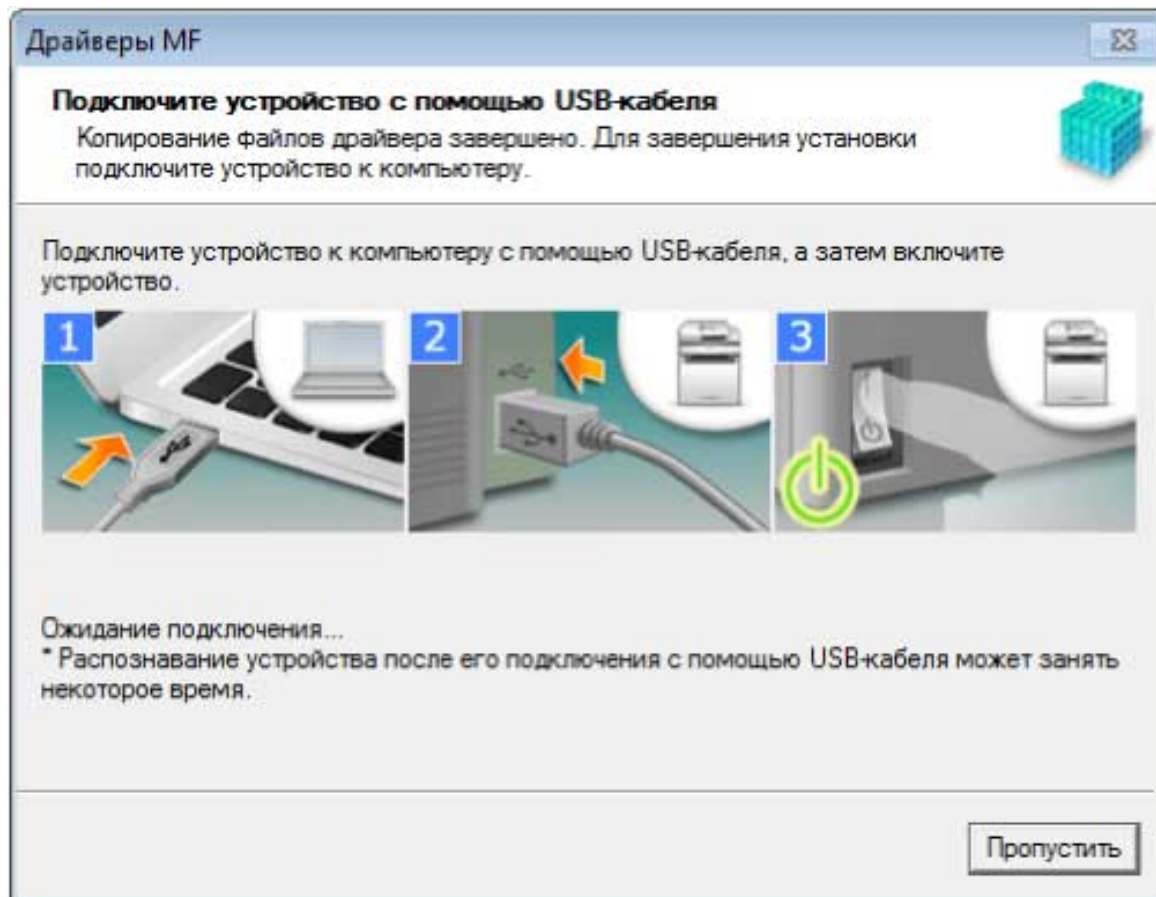 Драйверы MF
Подключите устройство с помощью USB-кабеля
Копирование файлов драйвера завершено. Для завершения установки
подключите устройство к компьютеру.
Подключите устройство к компьютеру с помощью USB-кабеля, а затем включите
устройство.
1
2
3
Ожидание подключения...
* Распознавание устройства после его подключения с помощью USB-кабеля может занять
некоторое время.
Пропустить